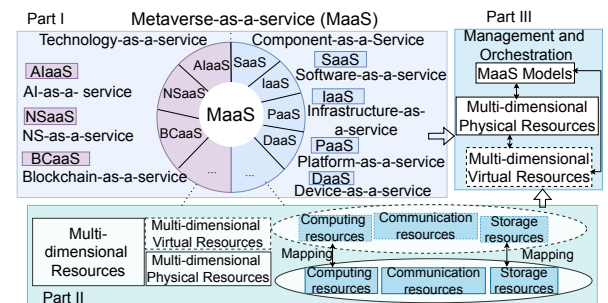 Part I
Metaverse-as-a-service (MaaS)
Technology-as-a-service
Component-as-a-Service
AIaaS
AI-as-a- service
NSaaS
NS-as-a-service
BCaaS
Blockchain-as-a-service
AIaaS
NSaaS
BCaaS
...
MaaS
SaaS
IaaS
PaaS
DaaS
...
SaaS
Software-as-a-service
IaaS
Infrastructure-as-
a-service
PaaS
Platform-as-a-service
DaaS
Device-as-a-service
Part III
Management and
Orchestration
MaaS Models
Multi-dimensional
Physical Resources
Multi-dimensional
Virtual Resources
Multi-
dimensional
Resources
Multi-dimensional
Virtual Resources
Multi-dimensional
Physical Resources
Computing
resources
Communication
resources
Storage
resources
Mapping
Mapping
Computing
resources
Communication
resources
Storage
resources
Part II